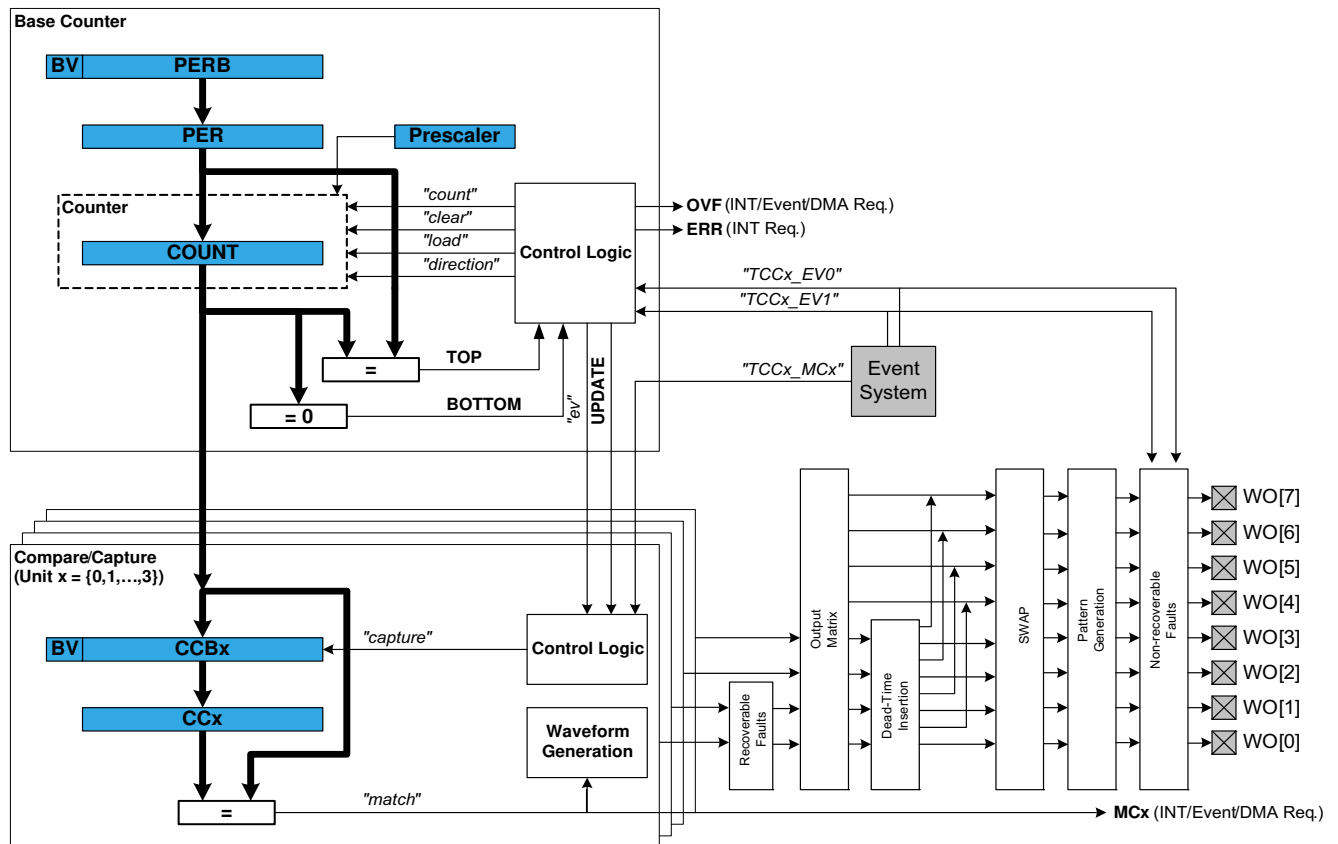 Base Counter
BV
PERB
PER
Prescaler
Counter
COUNT
"count"
"clear"
"load"
"direction"
Control Logic
OVF (INT/Event/DMA Req.)
ERR (INT Req.)
"TCCx_EV0"
"TCCx_EV1"
"TCCx_MCx"
Event
System
=
TOP
= 0
BOTTOM
"ev"
UPDATE
Compare/Capture
(Unit x = {0,1,...,3})
BV
CCBx
"capture"
Control Logic
CCx
Waveform
Generation
=
"match"
Recoverable
Faults
Output
Matrix
Dead-Time
Insertion
SWAP
Pattern
Generation
Non-recoverable
Faults
WO[7]
WO[6]
WO[5]
WO[4]
WO[3]
WO[2]
WO[1]
WO[0]
MCx (INT/Event/DMA Req.)